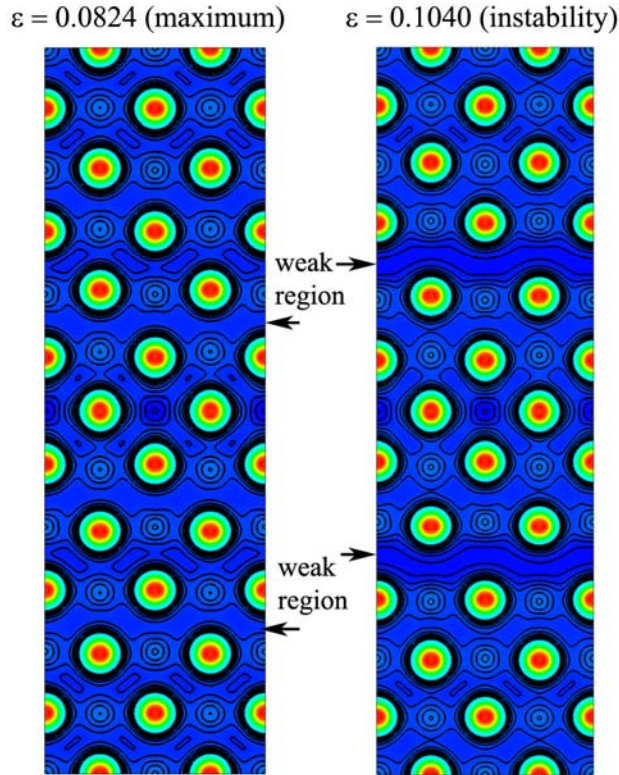 ε = 0.0824 (maximum)
ε = 0.1040 (instability)
weak
region
weak
region